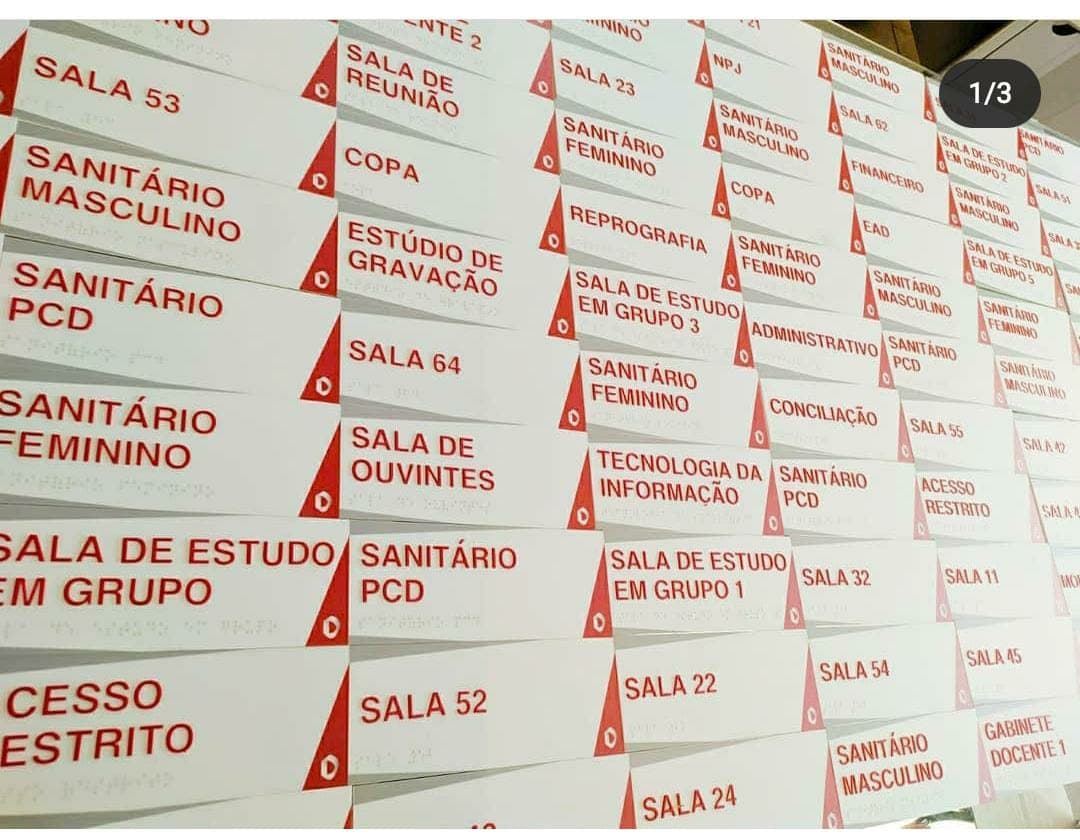 1/3
SALA 53
SANITÁRIO
MASCULINO
SANITÁRIO
PCD
SANITÁRIO
FEMININO
SALA DE ESTUDO
EM GRUPO
CESSO
ESTRITO
NTE 2
SALA DE
REUNIÃO
COPA
ESTÚDIO DE
GRAVAÇÃO
SALA 64
SALA DE
OUVINTES
SANITÁRIO
PCD
SALA 52
SALA 23
SANITÁRIO
FEMININO
REPROGRAFIA
SALA DE ESTUDO
EM GRUPO 3
SANITÁRIO
FEMININO
TECNOLOGIA DA
INFORMAÇÃO
SALA DE ESTUDO
EM GRUPO 1
SALA 22
SALA 24
NPJ
SANITÁRIO
MASCULINO
COPA
SANITÁRIO
FEMININO
ADMINISTRATIVO
CONCILIAÇÃO
SANITÁRIO
PCD
SALA 32
SALA 54
SANITÁRIO
MASCULINO
SANITÁRIO
MASCULINO
SALA 62
FINANCEIRO
EAD
SANITÁRIO
MASCULINO
SANITÁRIO
PCD
SALA 55
ACESSO
RESTRITO
SALA 11
SALA 45
GABINETE
DOCENTE 1
SALA DE ESTUDO
EM GRUPO 2
SANITÁRIO
MASCULINO
SALA DE ESTUDO
EM GRUPO 5
SANITÁRIO
FEMININO
SANITÁRIO
MASCULINO
SALA 42
SANITÁRIO
PCD
SALA 51